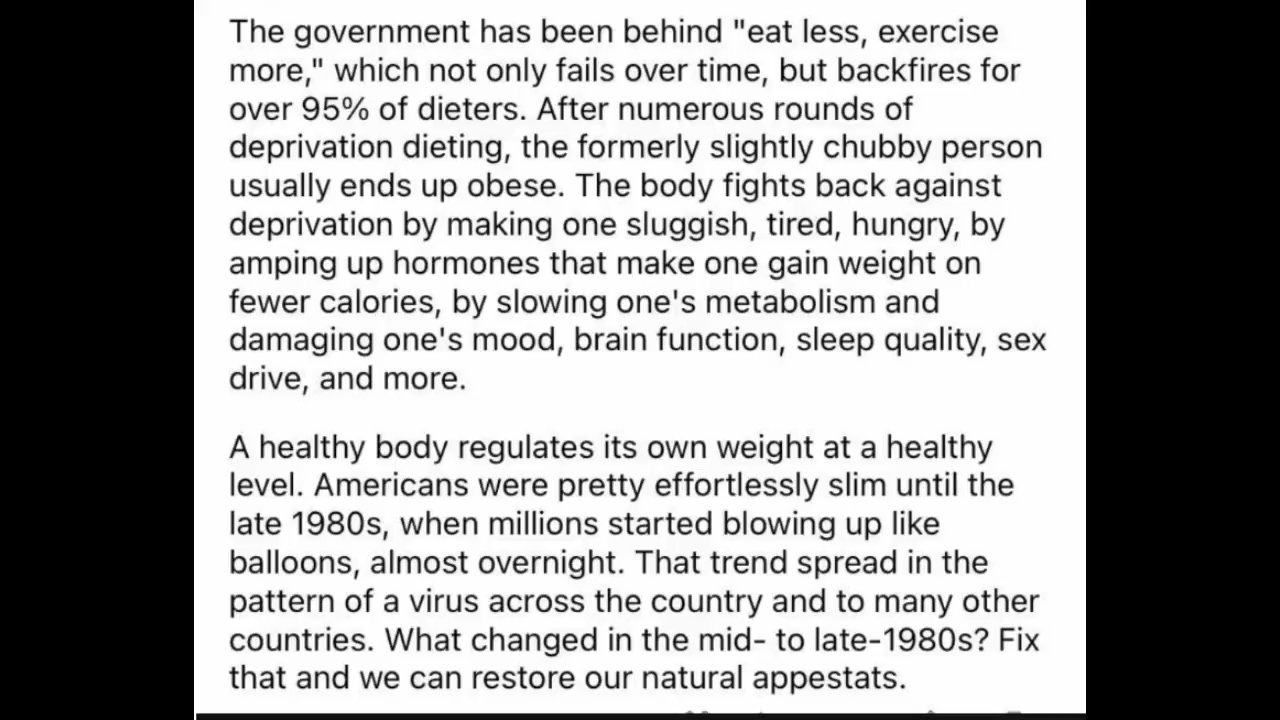 The government has been behind "eat less, exercise
more," which not only fails over time, but backfires for
over 95% of dieters. After numerous rounds of
deprivation dieting, the formerly slightly chubby person
usually ends up obese. The body fights back against
deprivation by making one sluggish, tired, hungry, by
amping up hormones that make one gain weight on
fewer calories, by slowing one's metabolism and
damaging one's mood, brain function, sleep quality, sex
drive, and more.
A healthy body regulates its own weight at a healthy
level. Americans were pretty effortlessly slim until the
late 1980s, when millions started blowing up like
balloons, almost overnight. That trend spread in the
pattern of a virus across the country and to many other
countries. What changed in the mid- to late-1980s? Fix
that and we can restore our natural appestats.